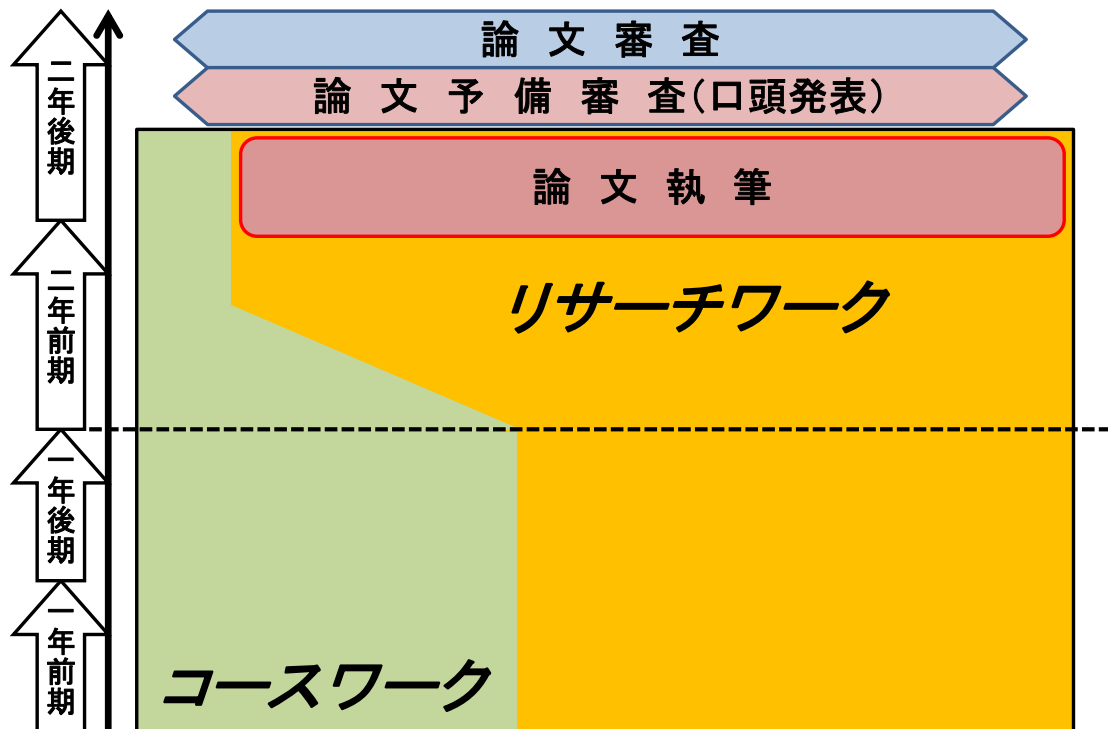 論文審査
論文予備審査(口頭発表)
二年後期
論文執筆
リサーチワーク
二年前期
一年後期
一年前期
コースワーク